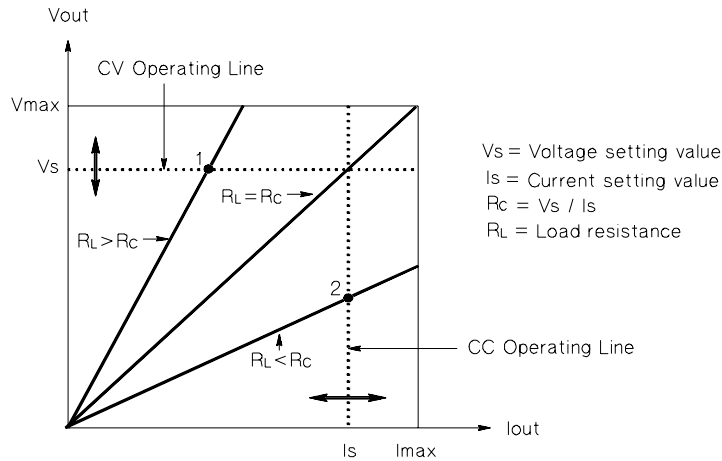 Vout
CV Operating Line
Vmax
Vs
1
RL=RC
RL>RC
2
RL<RC
CC Operating Line
Iout
Is
Imax
Vs = Voltage setting value
Is = Current setting value
RC = Vs / Is
RL = Load resistance